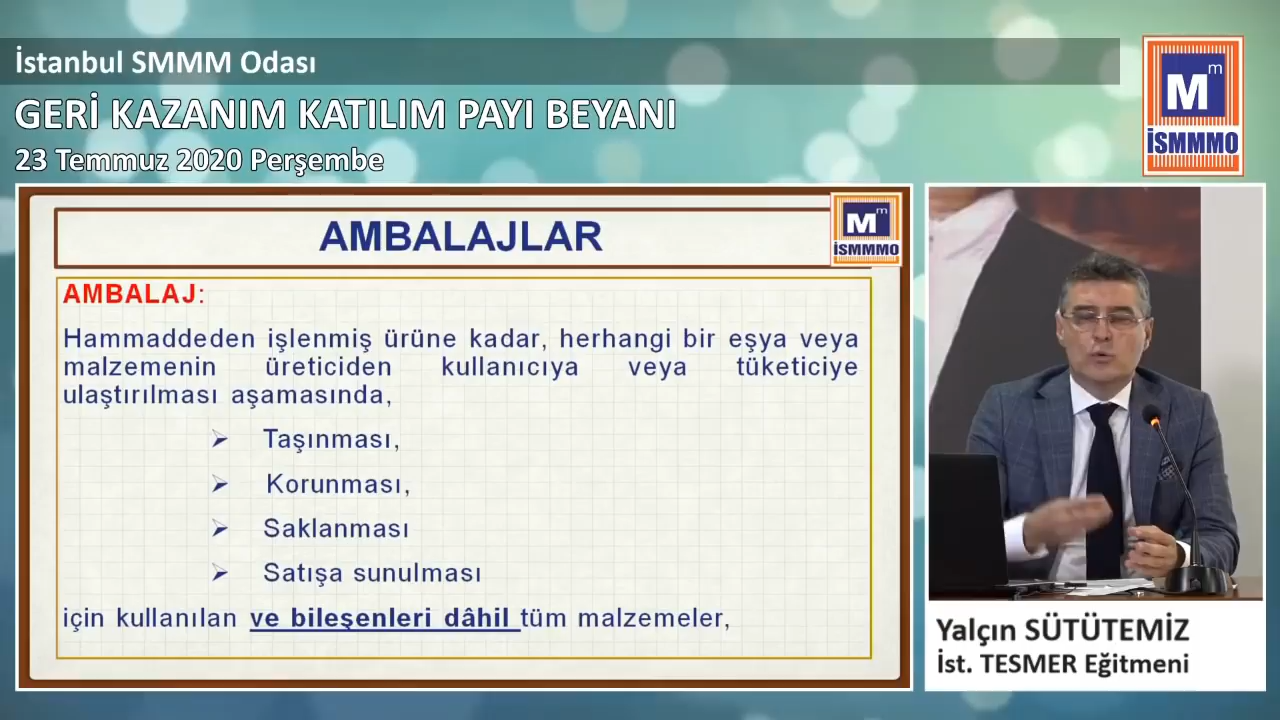 İstanbul SMMM Odası
GERİ KAZANIM KATILIM PAYI BEYANI
23 Temmuz 2020 Perşembe
M m
İSMMMO
AMBALAJLAR
M m
İSMMMO
AMBALAJ:
Hammaddeden işlenmiş ürüne kadar, herhangi bir eşya veya
malzemenin üreticiden kullanıcıya veya tüketiciye
ulaştırılması aşamasında,
➢ Taşınması,
➢ Korunması,
➢ Saklanması
➢ Satışa sunulması
için kullanılan ve bileşenleri dâhil tüm malzemeler,
Yalçın SÜTÜTEMİZ
İst. TESMER Eğitmeni